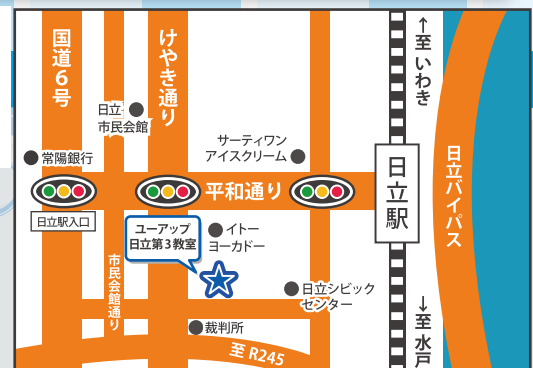 国道6号
けやき通り
↑至 いわき
日立
市民会館
サーティワン
アイスクリーム
常陽銀行
平和通り
日立駅
日立バイパス
日立駅入口
ユーアップ
日立第3教室
イトー
ヨーカドー
市民会館通り
日立シビック
センター
裁判所
至 R245
↓至 水戸